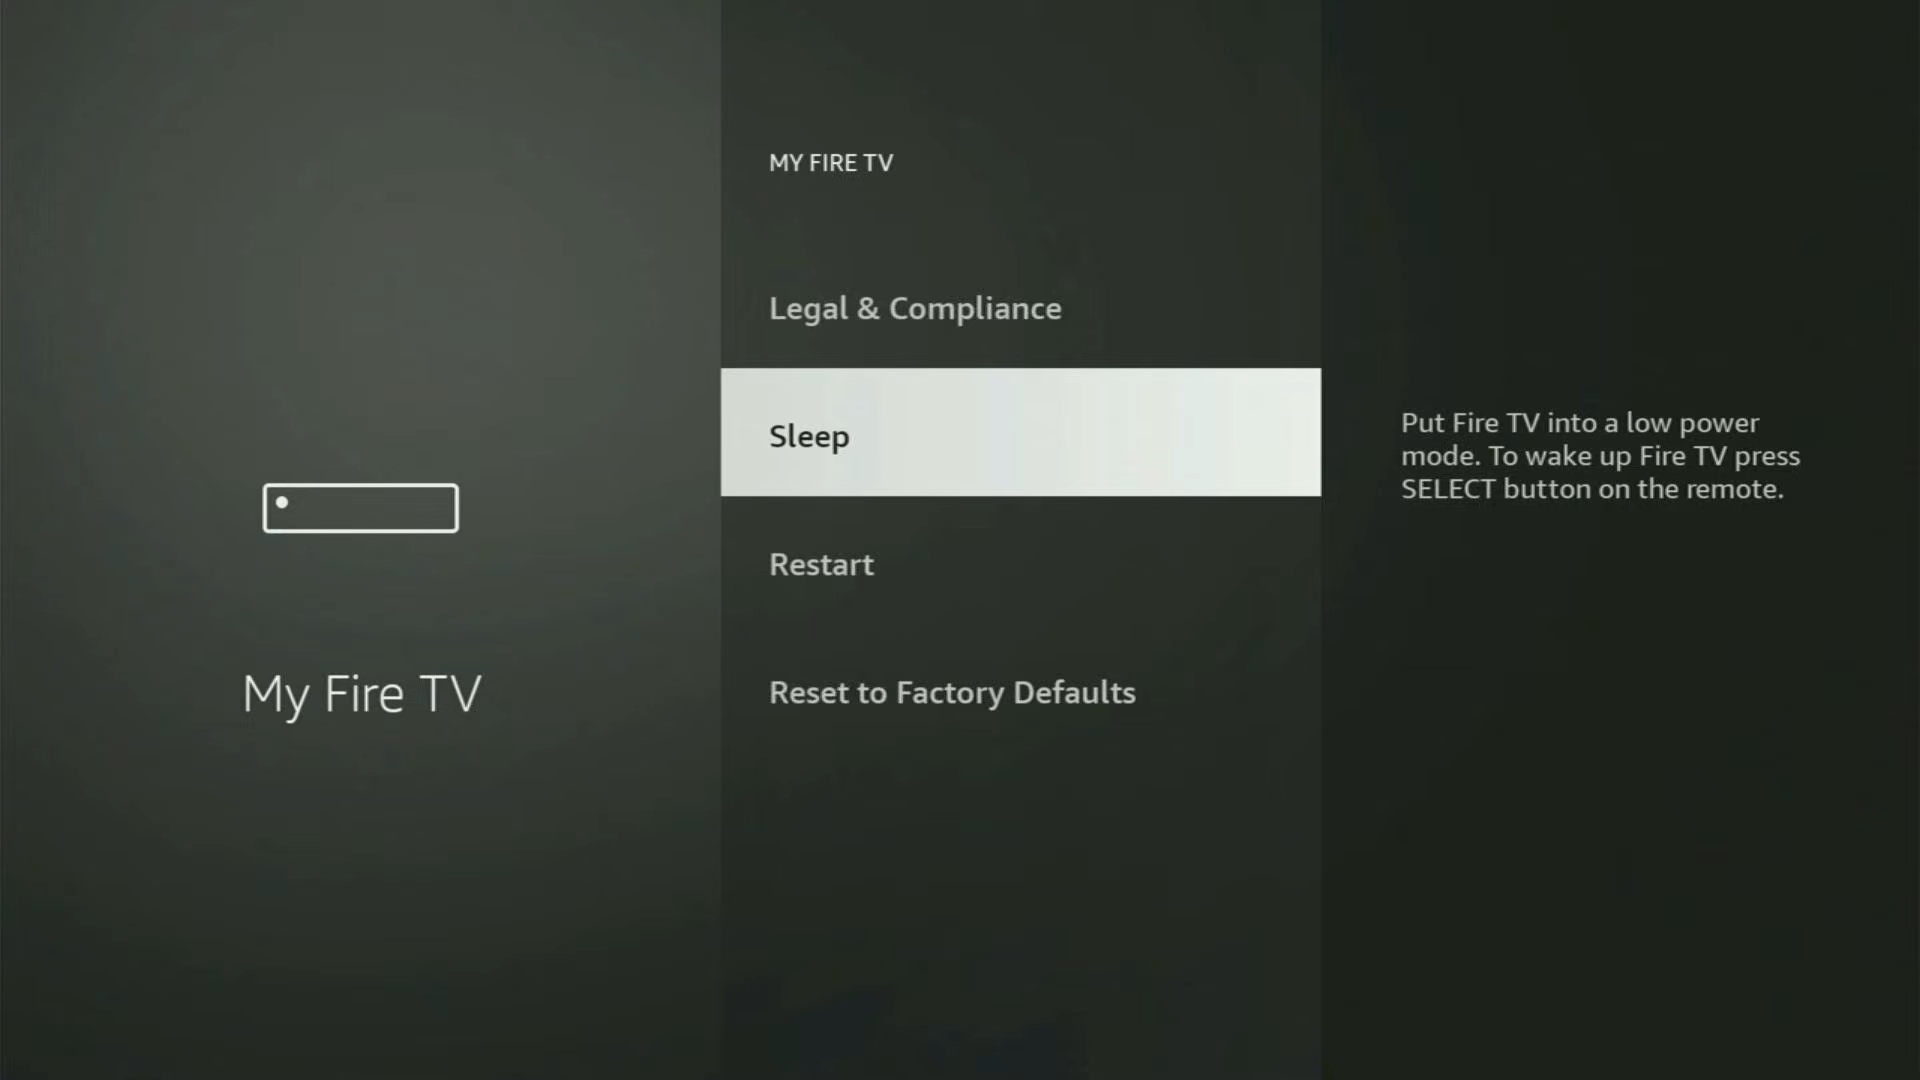 My Fire TV
MY FIRE TV
Legal & Compliance
Sleep
Restart
Reset to Factory Defaults
Put Fire TV into a low power
mode. To wake up Fire TV press
SELECT button on the remote.